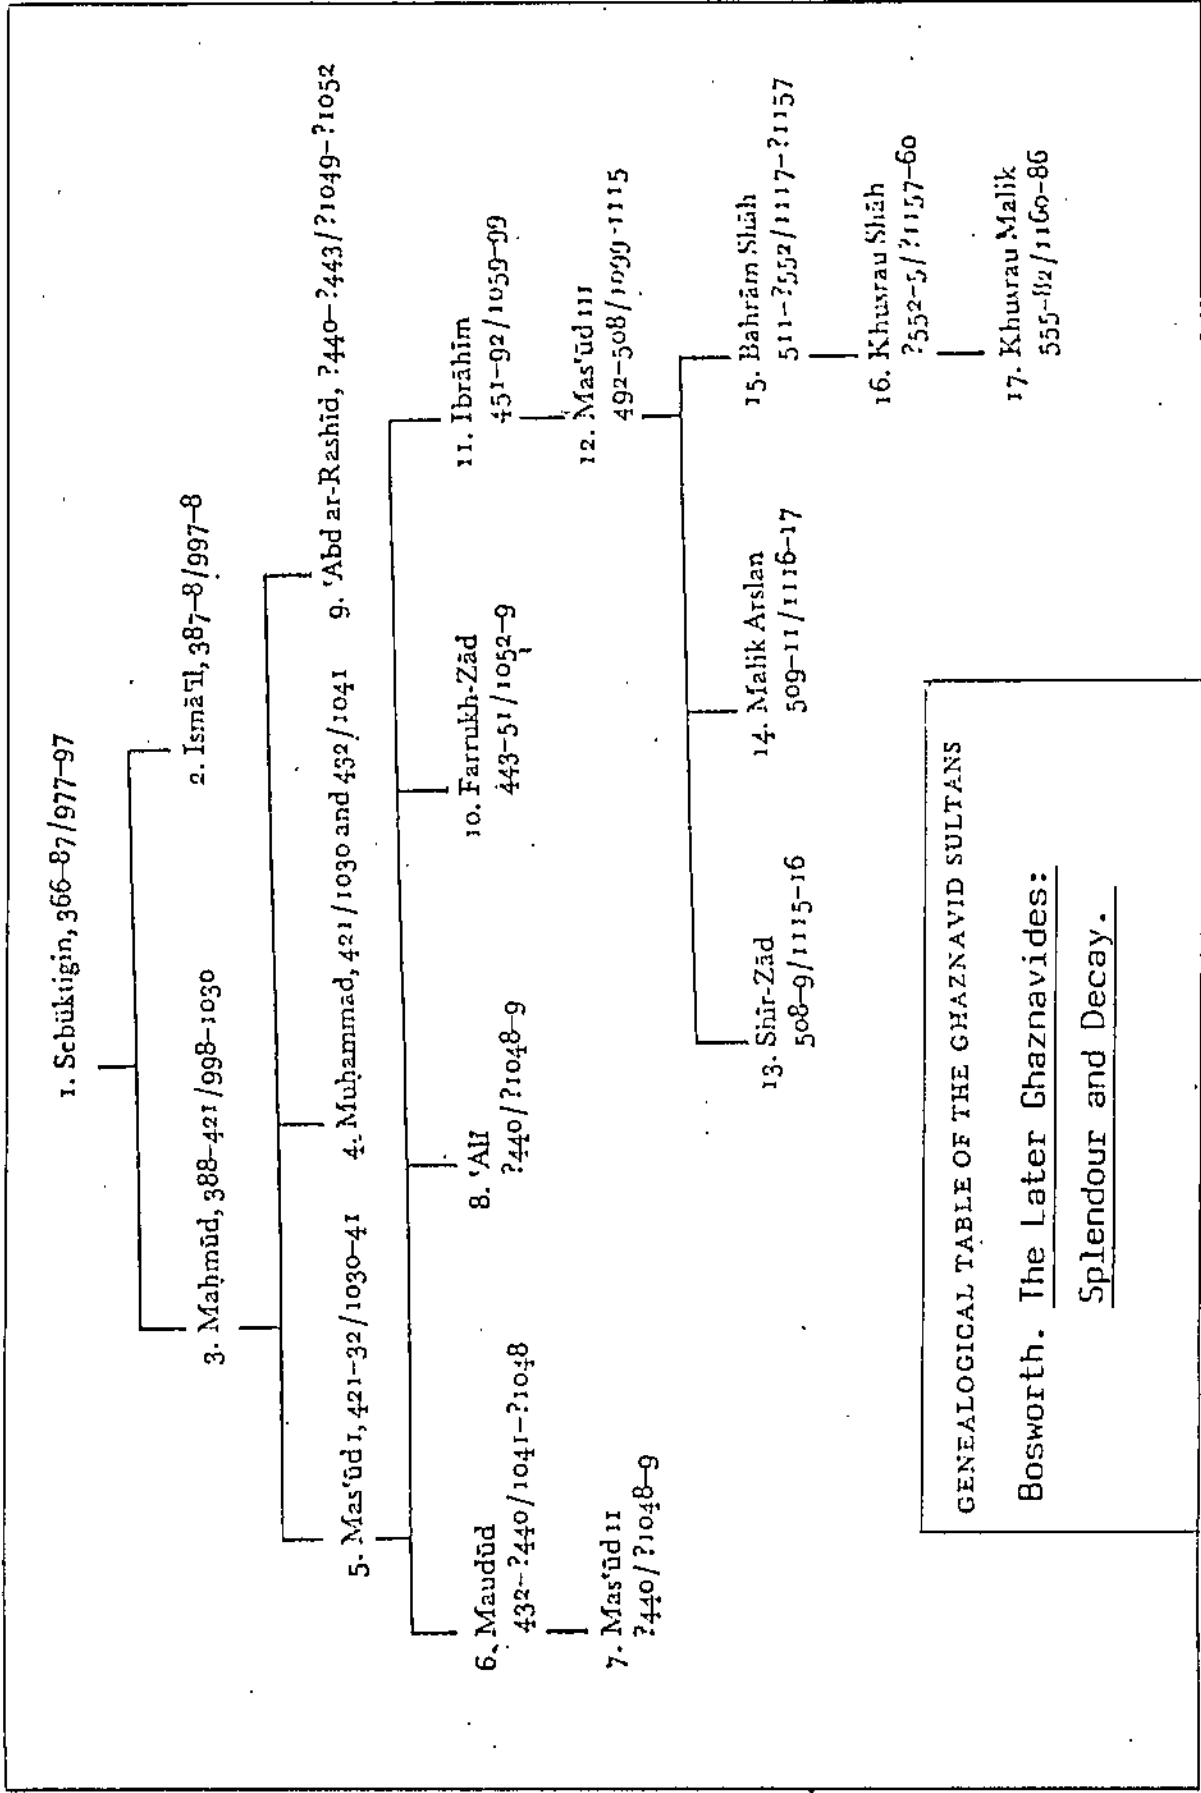 1. Sebüktigin, 366–87/977–97
2. Ismā'īl, 387–8/997–8
3. Maḥmūd, 388–421/998–1030
4. Muḥammad, 421/1030 and 432/1041
5. Mas'ūd I, 421–32/1030–41
9. 'Abd ar-Rashīd, ?440–?443/?1049–?1052
6. Maudūd
432–?440/1041–?1048
8. 'Alī
?440/?1048–9
10. Farrukh-Zād
443–51/1052–9
11. Ibrāhīm
451–92/1059–99
7. Mas'ūd II
?440/?1048–9
12. Mas'ūd III
492–508/1099–1115
13. Shīr-Zād
508–9/1115–16
14. Malik Arslan
509–11/1116–17
15. Bahrām Shāh
511–?552/1117–?1157
16. Khusrau Shāh
?552–5/?1157–60
17. Khusrau Malik
555–82/1160–86
GENEALOGICAL TABLE OF THE GHAZNAVID SULTANS
Bosworth. The Later Ghaznavides:
Splendour and Decay.